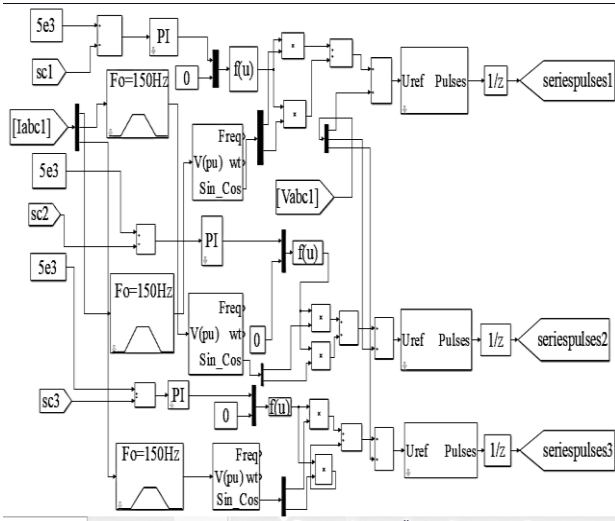 5e3
PI
sc1
0
f(u)
Uref Pulses
1/z
seriespulses1
Fo=150Hz
[Iabc1]
x
x
Freq
V(pu) wt
Sin_Cos
[Vabc1]
5e3
sc2
PI
f(u)
5e3
Fo=150Hz
Freq
V(pu) wt
Sin_Cos
0
x
x
Uref Pulses
1/z
seriespulses2
sc3
PI
0
f(u)
x
x
Fo=150Hz
Freq
V(pu) wt
Sin_Cos
Uref Pulses
1/z
seriespulses3